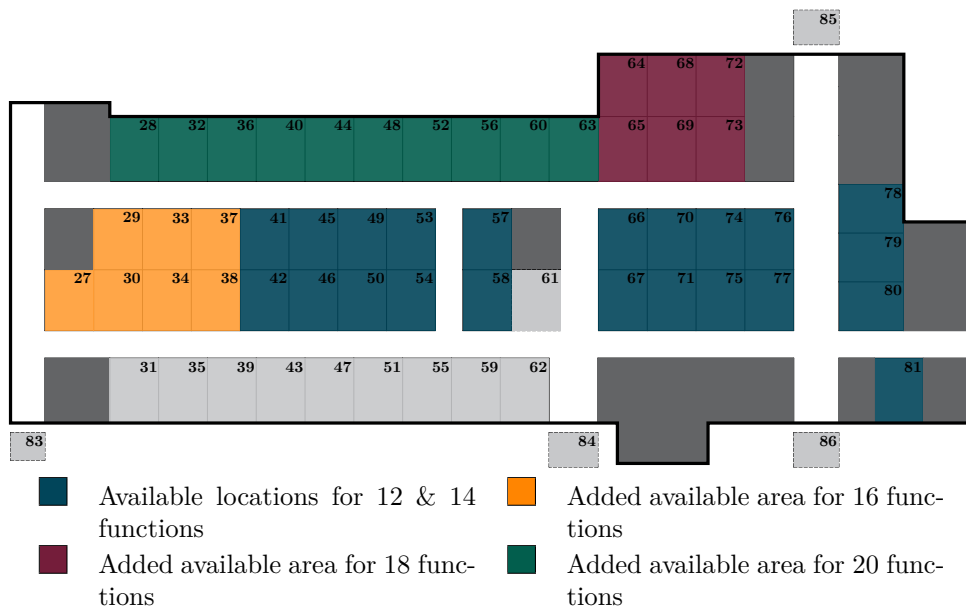 85
64 68 72
28 32 36 40 44 48 52 56 60 63 65 69 73
78
29 33 37 41 45 49 53 57 66 70 74 76
79
27 30 34 38 42 46 50 54 58 61 67 71 75 77
80
31 35 39 43 47 51 55 59 62 81
83 84 86
Available locations for 12 & 14
functions
Added available area for 16 func-
tions
Added available area for 18 func-
tions
Added available area for 20 func-
tions